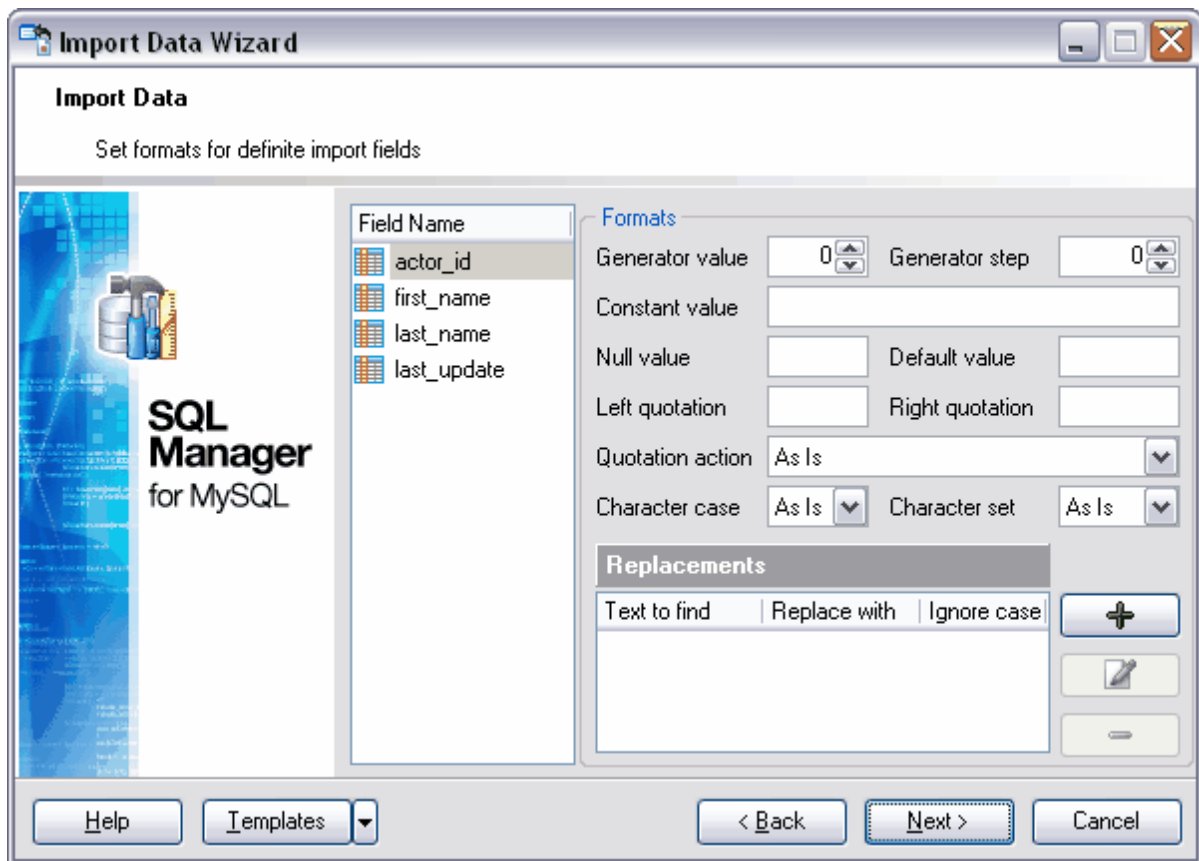 Import Data Wizard
Import Data
Set formats for definite import fields
SQL
Manager
for MySQL
Field Name
actor_id
first_name
last_name
last_update
Formats
Generator value 0 Generator step 0
Constant value
Null value Default value
Left quotation Right quotation
Quotation action As Is
Character case As Is Character set As Is
Replacements
Text to find Replace with Ignore case
Help Templates < Back Next > Cancel